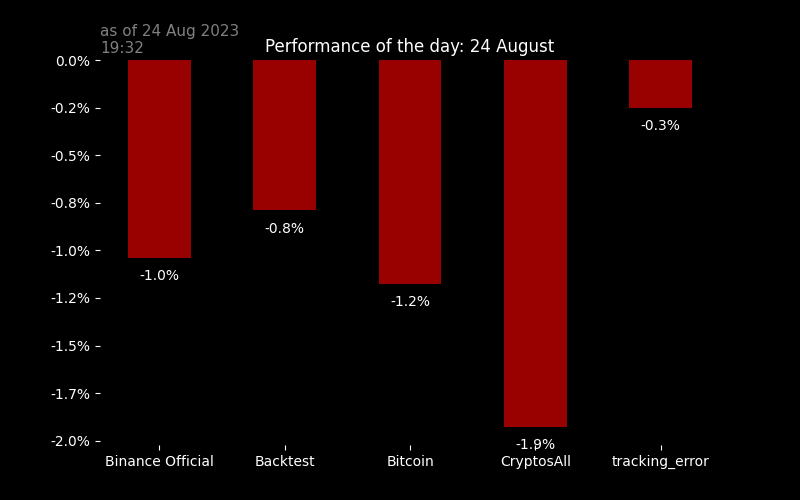 as of 24 Aug 2023
19:32
Performance of the day: 24 August
0.0%
-0.2%
-0.5%
-0.8%
-1.0%
-1.2%
-1.5%
-1.7%
-2.0%
-1.0%
-0.8%
-1.2%
-1.9%
-0.3%
Binance Official
Backtest
Bitcoin
CryptosAll
tracking_error